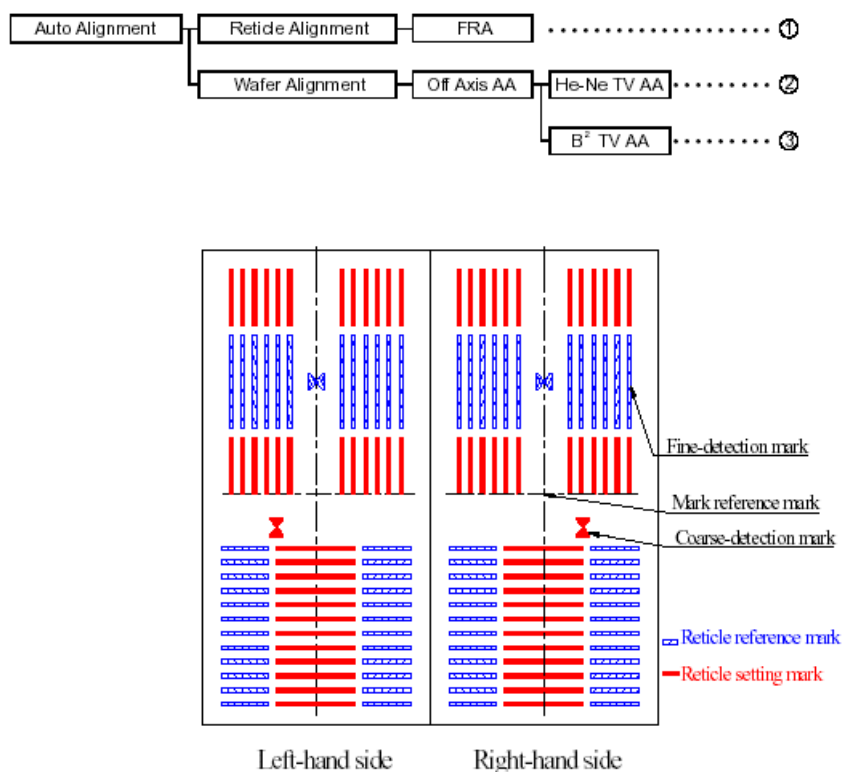 Auto Alignment Reticle Alignment FRA ①
Wafer Alignment Off Axis AA He-Ne TV AA ②
B² TV AA ③
Fine-detection mark
Mark reference mark
Coarse-detection mark
Reticle reference mark
Reticle setting mark
Left-hand side Right-hand side